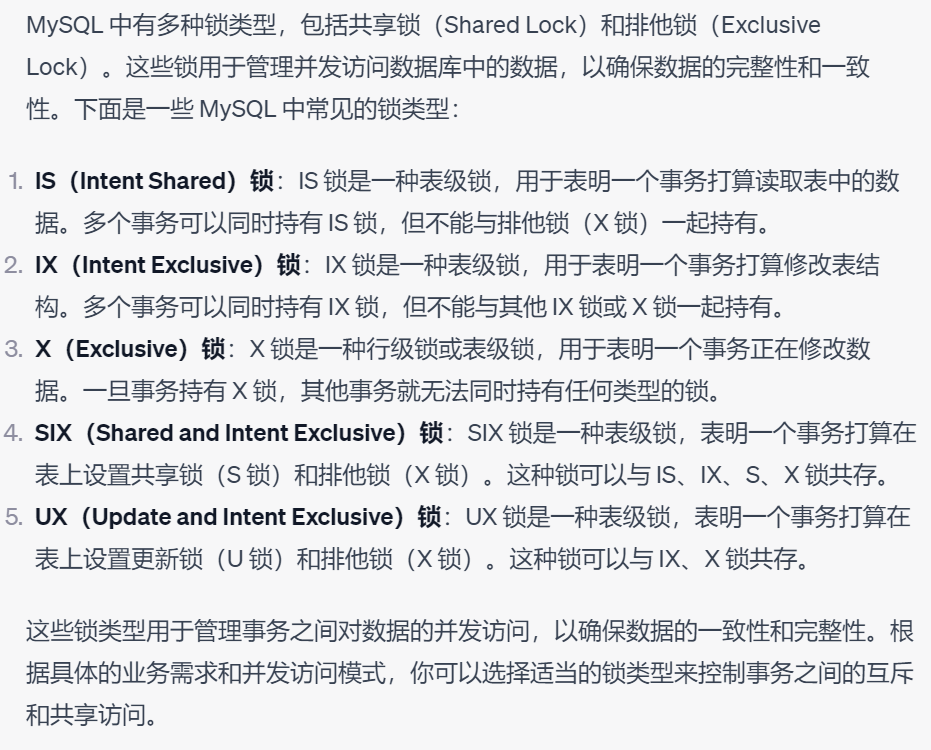 MySQL 中有多种锁类型，包括共享锁（Shared Lock）和排他锁（Exclusive
Lock）。这些锁用于管理并发访问数据库中的数据，以确保数据的完整性和一致
性。下面是一些 MySQL 中常见的锁类型：
1. IS（Intent Shared）锁：IS 锁是一种表级锁，用于表明一个事务打算读取表中的数
据。多个事务可以同时持有 IS 锁，但不能与排他锁（X 锁）一起持有。
2. IX（Intent Exclusive）锁：IX 锁是一种表级锁，用于表明一个事务打算修改表结
构。多个事务可以同时持有 IX 锁，但不能与其他 IX 锁或 X 锁一起持有。
3. X（Exclusive）锁：X 锁是一种行级锁或表级锁，用于表明一个事务正在修改数
据。一旦事务持有 X 锁，其他事务就无法同时持有任何类型的锁。
4. SIX（Shared and Intent Exclusive）锁：SIX 锁是一种表级锁，表明一个事务打算在
表上设置共享锁（S 锁）和排他锁（X 锁）。这种锁可以与 IS、IX、S、X 锁共存。
5. UX（Update and Intent Exclusive）锁：UX 锁是一种表级锁，表明一个事务打算在
表上设置更新锁（U 锁）和排他锁（X 锁）。这种锁可以与 IX、X 锁共存。
这些锁类型用于管理事务之间对数据的并发访问，以确保数据的一致性和完整性。根
据具体的业务需求和并发访问模式，你可以选择适当的锁类型来控制事务之间的互斥
和共享访问。